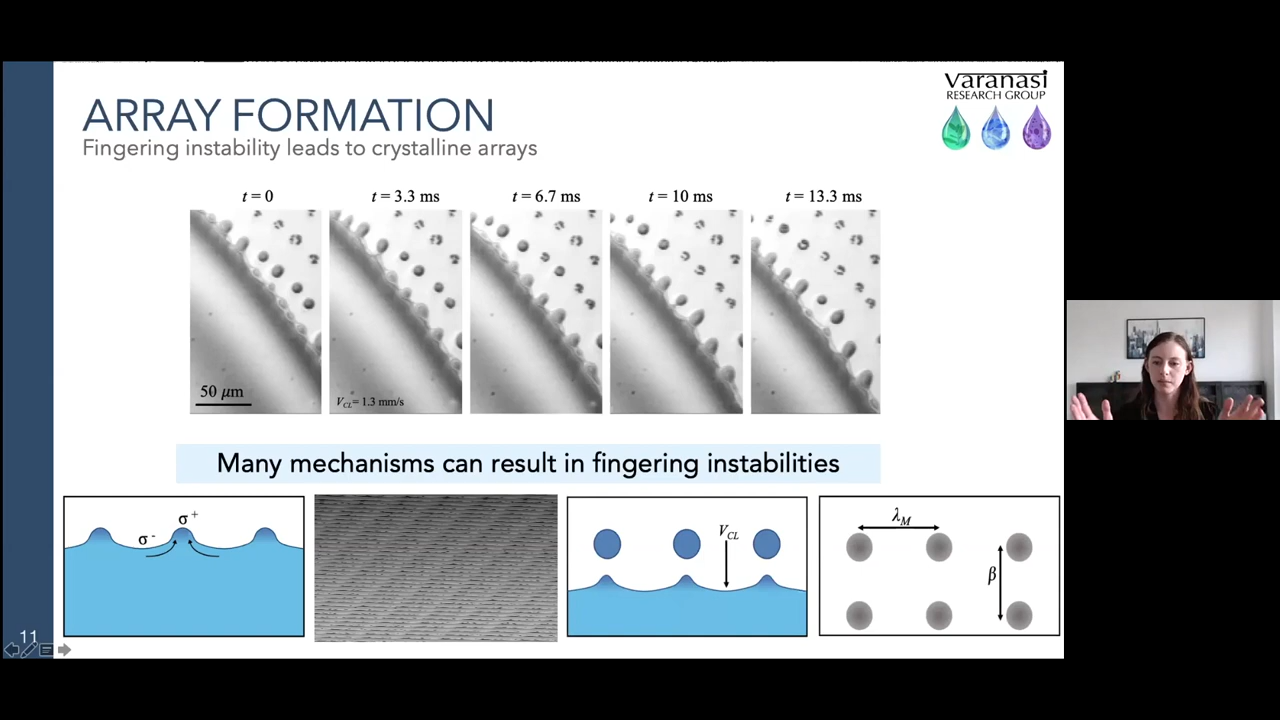 varanasi
RESEARCH GROUP
ARRAY FORMATION
Fingering instability leads to crystalline arrays
t = 0
t = 3.3 ms
t = 6.7 ms
t = 10 ms
t = 13.3 ms
50 μm
V_CL = 1.3 mm/s
Many mechanisms can result in fingering instabilities
σ⁺
σ⁻
V_CL
λ_M
β
11